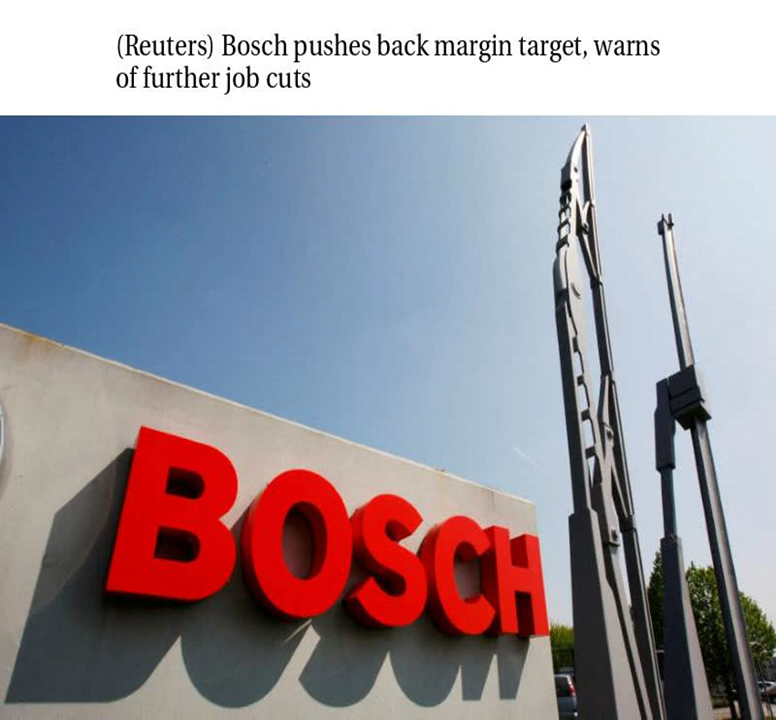 (Reuters) Bosch pushes back margin target, warns
of further job cuts
BOSCH